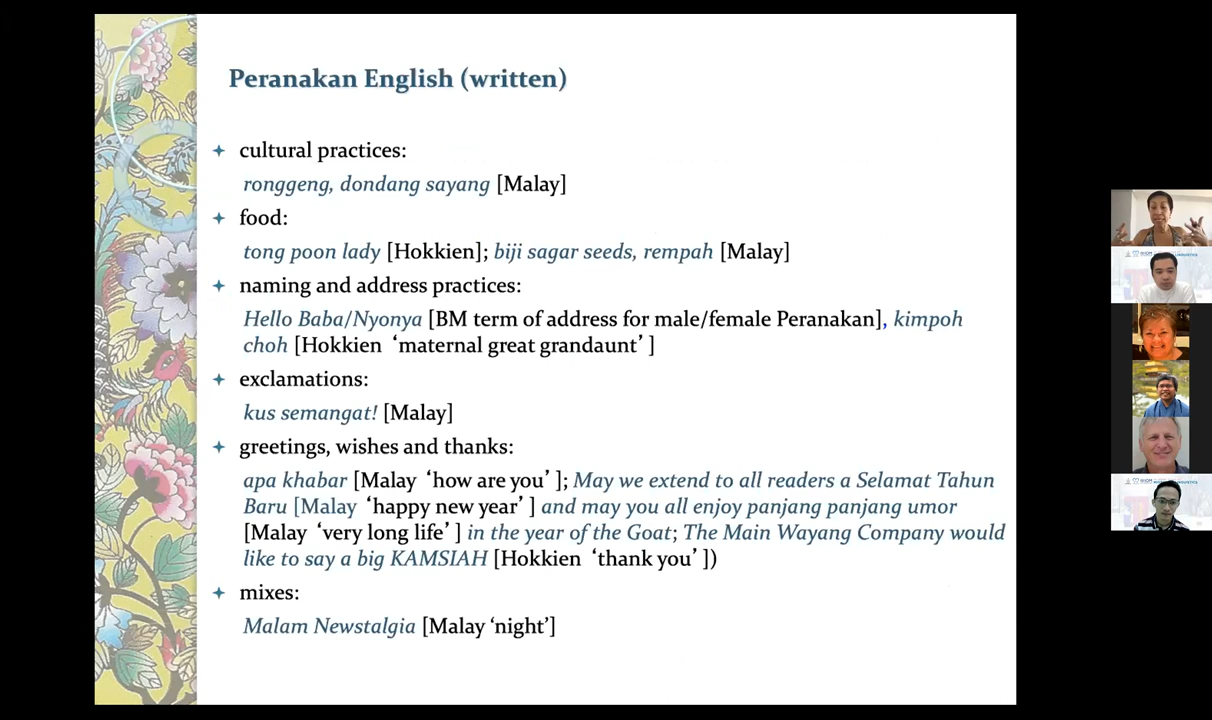 Peranakan English (written)
cultural practices:
ronggeng, dondang sayang [Malay]
food:
tong poon lady [Hokkien]; biji sagar seeds, rempah [Malay]
naming and address practices:
Hello Baba/Nyonya [BM term of address for male/female Peranakan], kimpoh
choh [Hokkien ‘maternal great grandaunt’ ]
exclamations:
kus semangat! [Malay]
greetings, wishes and thanks:
apa khabar [Malay ‘how are you’ ]; May we extend to all readers a Selamat Tahun
Baru [Malay ‘happy new year’ ] and may you all enjoy panjang panjang umor
[Malay ‘very long life’ ] in the year of the Goat; The Main Wayang Company would
like to say a big KAMSIAH [Hokkien ‘thank you’ ])
mixes:
Malam Newstalgia [Malay ‘night’]